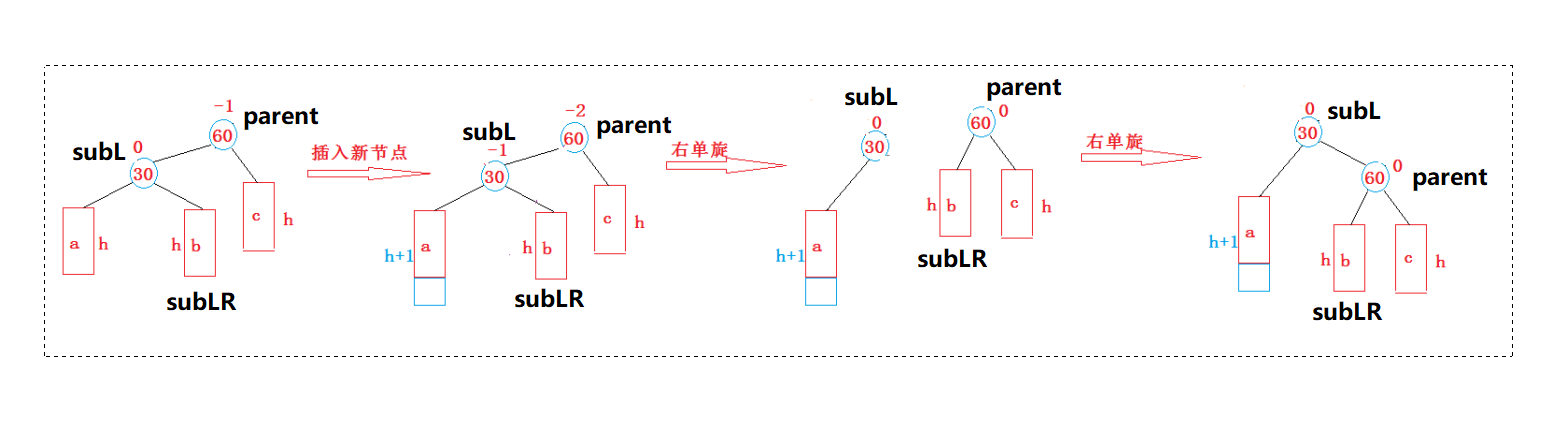 -1
parent
60
subL 0
30
a h
h b
c h
subLR
插入新节点
-2
parent
60
subL
-1
30
h+1 a
h b
c h
subLR
右单旋
subL
0
30
h+1 a
parent
60 0
h b
c h
subLR
右单旋
0
subL
30
60 0
parent
h+1 a
h b
c h
subLR